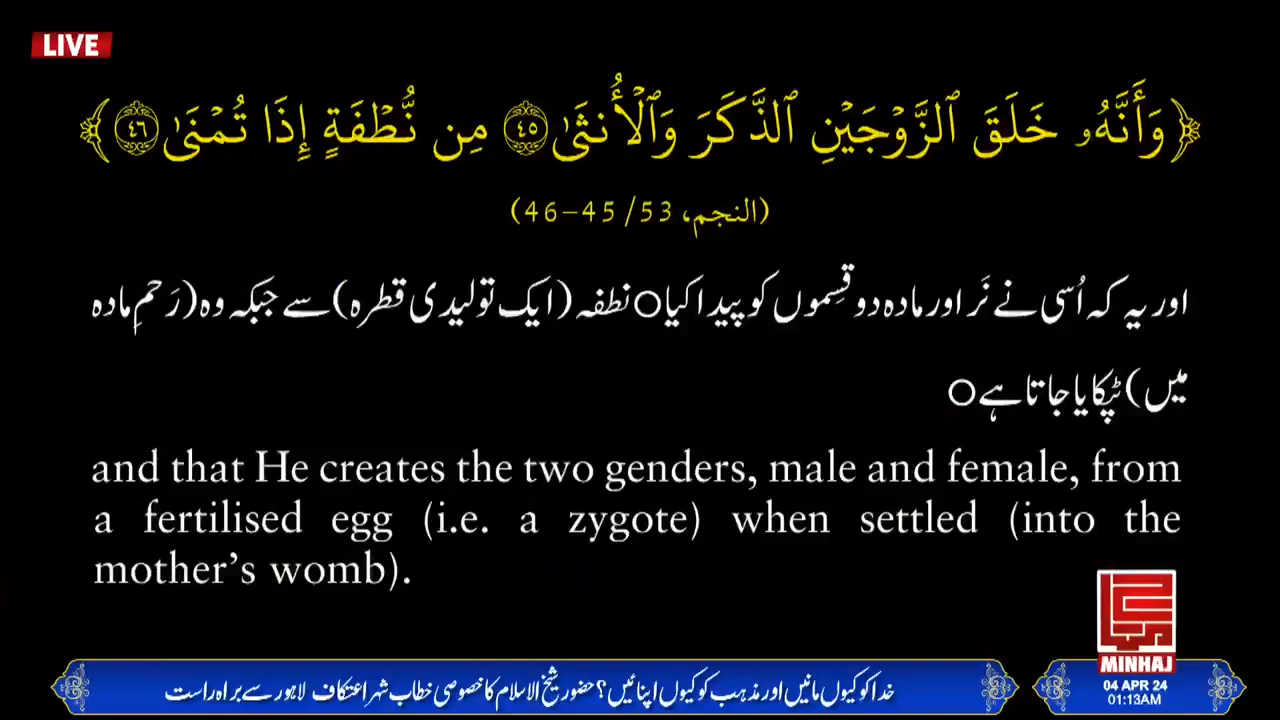 LIVE
﴿وَأَنَّهُۥ خَلَقَ ٱلزَّوۡجَيۡنِ ٱلذَّكَرَ وَٱلۡأُنثَىٰ ٤٥ مِن نُّطۡفَةٍ إِذَا تُمۡنَىٰ ٤٦﴾
(النجم، 53/ 45-46)
اور یہ کہ اُسی نے نَر اور مادہ دو قِسموں کو پیدا کیا○ نطفہ (ایک تولیدی قطرہ) سے جبکہ وہ (رَحمِ مادہ
میں) ٹپکایا جاتا ہے○
and that He creates the two genders, male and female, from
a fertilised egg (i.e. a zygote) when settled (into the
mother’s womb).
MINHAJ
خدا کو کیوں مانیں اور مذہب کو کیوں اپنائیں؟ حضور شیخ الاسلام کا خصوصی خطاب شہر اعتکاف لاہور سے براہ راست
04 APR 24
01:13AM